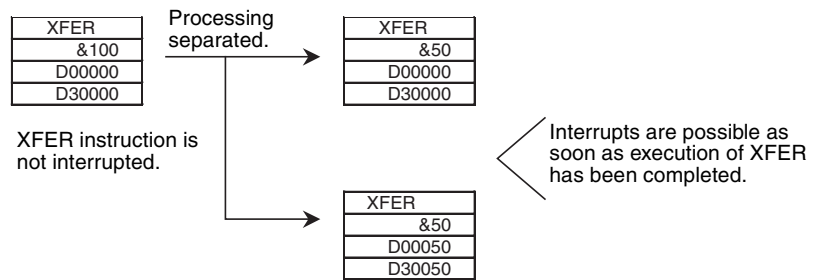 XFER
&100
D00000
D30000
Processing
separated.
XFER
&50
D00000
D30000
XFER instruction is
not interrupted.
Interrupts are possible as
soon as execution of XFER
has been completed.
XFER
&50
D00050
D30050